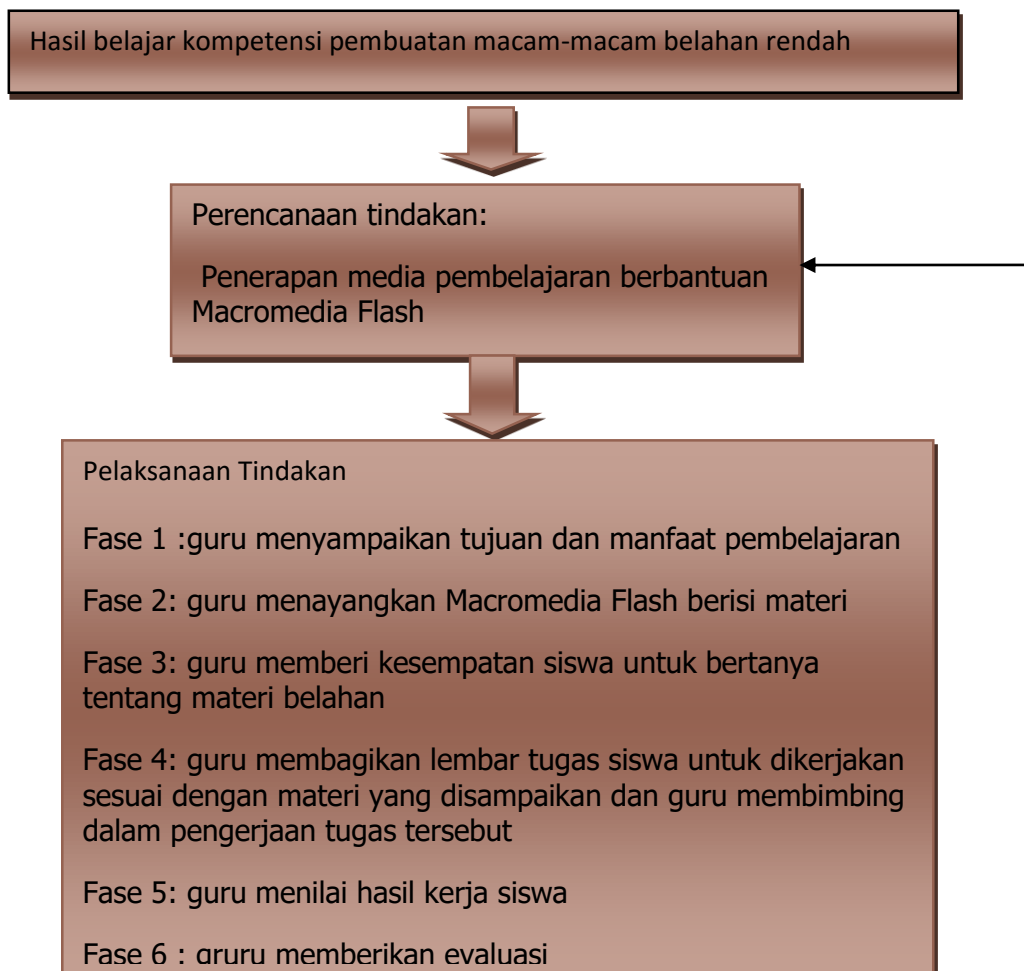 Hasil belajar kompetensi pembuatan macam-macam belahan rendah
Perencanaan tindakan:
Penerapan media pembelajaran berbantuan
Macromedia Flash
Pelaksanaan Tindakan
Fase 1 :guru menyampaikan tujuan dan manfaat pembelajaran
Fase 2: guru menayangkan Macromedia Flash berisi materi
Fase 3: guru memberi kesempatan siswa untuk bertanya
tentang materi belahan
Fase 4: guru membagikan lembar tugas siswa untuk dikerjakan
sesuai dengan materi yang disampaikan dan guru membimbing
dalam pengerjaan tugas tersebut
Fase 5: guru menilai hasil kerja siswa
Fase 6 : gruru memberikan evaluasi